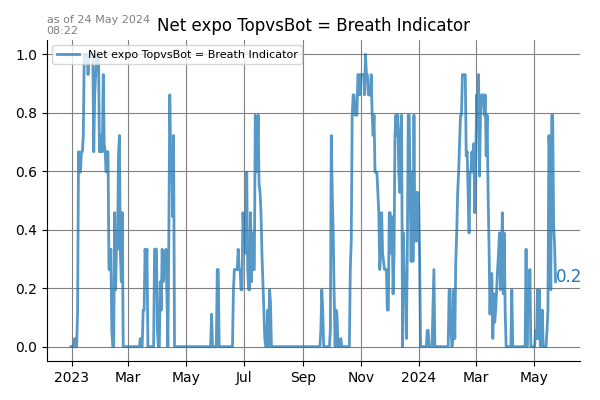 as of 24 May 2024
08:22
Net expo TopvsBot = Breath Indicator
Net expo TopvsBot = Breath Indicator
1.0
0.8
0.6
0.4
0.2
0.0
0.2
2023 Mar May Jul Sep Nov 2024 Mar May